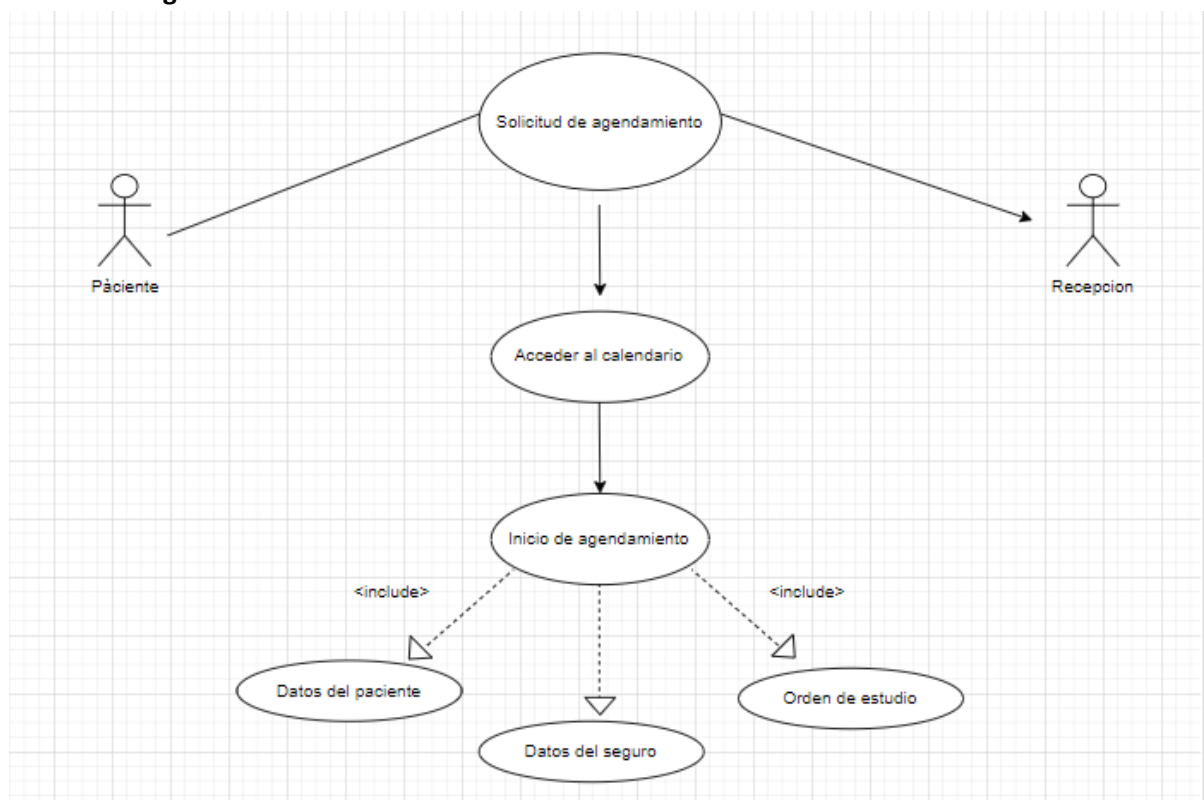 Solicitud de agendamiento
Pàciente
Recepcion
Acceder al calendario
Inicio de agendamiento
<include>
<include>
Datos del paciente
Orden de estudio
Datos del seguro